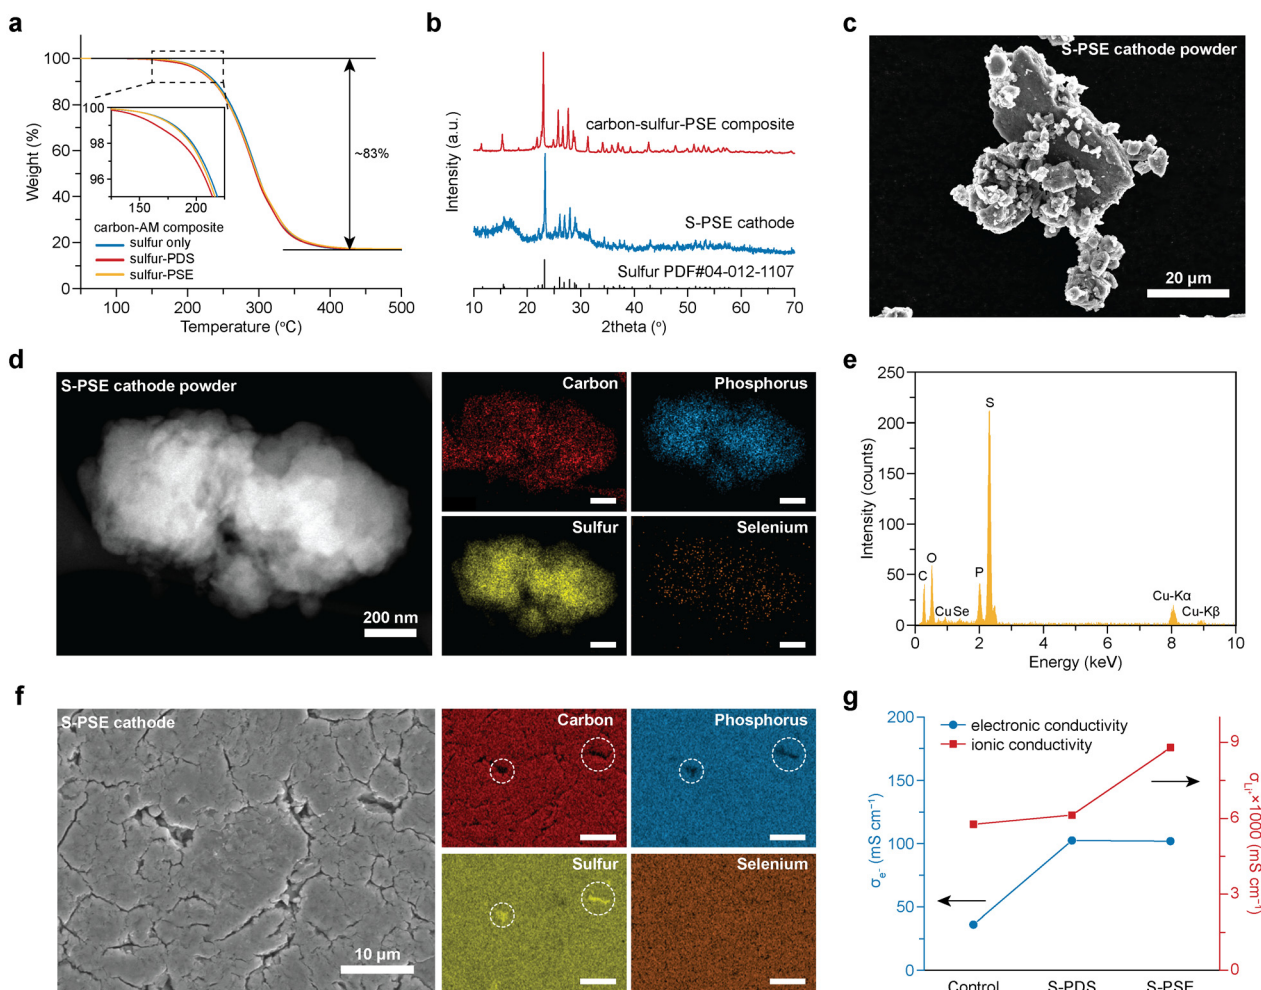 a
100
80
60
40
20
0
Weight (%)
100
98
96
150
200
~83%
carbon-AM composite
sulfur only
sulfur-PDS
sulfur-PSE
100
200
300
400
500
Temperature (°C)
b
Intensity (a.u.)
carbon-sulfur-PSE composite
S-PSE cathode
Sulfur PDF#04-012-1107
10
20
30
40
50
60
70
2theta (°)
c
S-PSE cathode powder
20 µm
d
S-PSE cathode powder
200 nm
Carbon
Phosphorus
Sulfur
Selenium
e
250
200
150
100
50
0
Intensity (counts)
C
O
Cu
Se
P
S
Cu-Kα
Cu-Kβ
0
2
4
6
8
10
Energy (keV)
f
S-PSE cathode
10 µm
Carbon
Phosphorus
Sulfur
Selenium
g
200
150
100
50
0
σe- (mS cm⁻¹)
electronic conductivity
ionic conductivity
9
6
3
0
σLi+×1000 (mS cm⁻¹)
Control
S-PDS
S-PSE